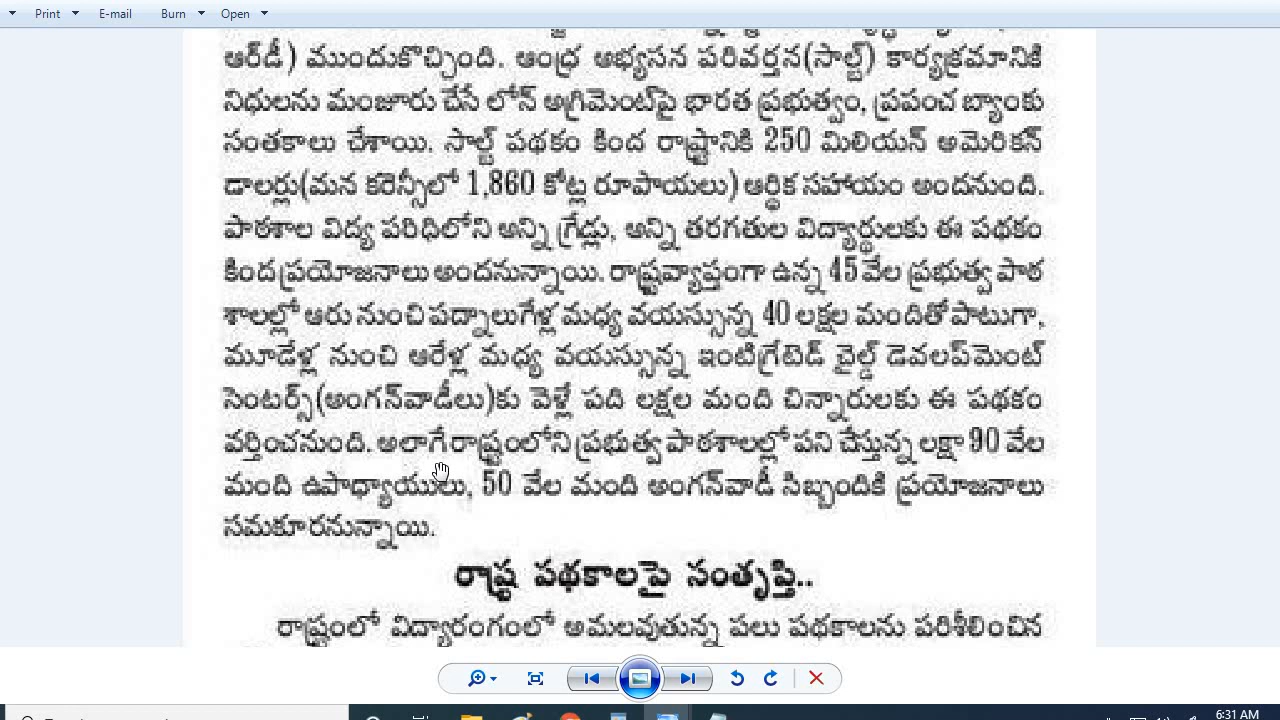 Print E-mail Burn Open
ఆర్‌డీ) ముందుకొచ్చింది. ఆంధ్ర అభ్యసన పరివర్తన(సాల్ట్) కార్యక్రమానికి
నిధులను మంజూరు చేసే లోన్ అగ్రిమెంట్‌పై భారత ప్రభుత్వం, ప్రపంచ బ్యాంకు
సంతకాలు చేశాయి. సాల్ట్ పథకం కింద రాష్ట్రానికి 250 మిలియన్ అమెరికన్
డాలర్లు(మన కరెన్సీలో 1,860 కోట్ల రూపాయలు) ఆర్థిక సహాయం అందనుంది.
పాఠశాల విద్య పరిధిలోని అన్ని గ్రేడ్లు, అన్ని తరగతుల విద్యార్థులకు ఈ పథకం
కింద ప్రయోజనాలు అందనున్నాయి. రాష్ట్రవ్యాప్తంగా ఉన్న 45 వేల ప్రభుత్వ పాఠ
శాలల్లో ఆరు నుంచి పద్నాలుగేళ్ల మధ్య వయస్సున్న 40 లక్షల మందితోపాటుగా,
మూడేళ్ల నుంచి ఆరేళ్ల మధ్య వయస్సున్న ఇంటిగ్రేటెడ్ చైల్డ్ డెవలప్‌మెంట్
సెంటర్స్(అంగన్‌వాడీలు)కు వెళ్లే పది లక్షల మంది చిన్నారులకు ఈ పథకం
వర్తించనుంది. అలాగే రాష్ట్రంలోని ప్రభుత్వ పాఠశాలల్లో పని చేస్తున్న లక్షా 90 వేల
మంది ఉపాధ్యాయులు, 50 వేల మంది అంగన్‌వాడీ సిబ్బందికి ప్రయోజనాలు
సమకూరనున్నాయి.
రాష్ట్ర పథకాలపై సంతృప్తి..
రాష్ట్రంలో విద్యారంగంలో అమలవుతున్న పలు పథకాలను పరిశీలించిన
6:31 AM